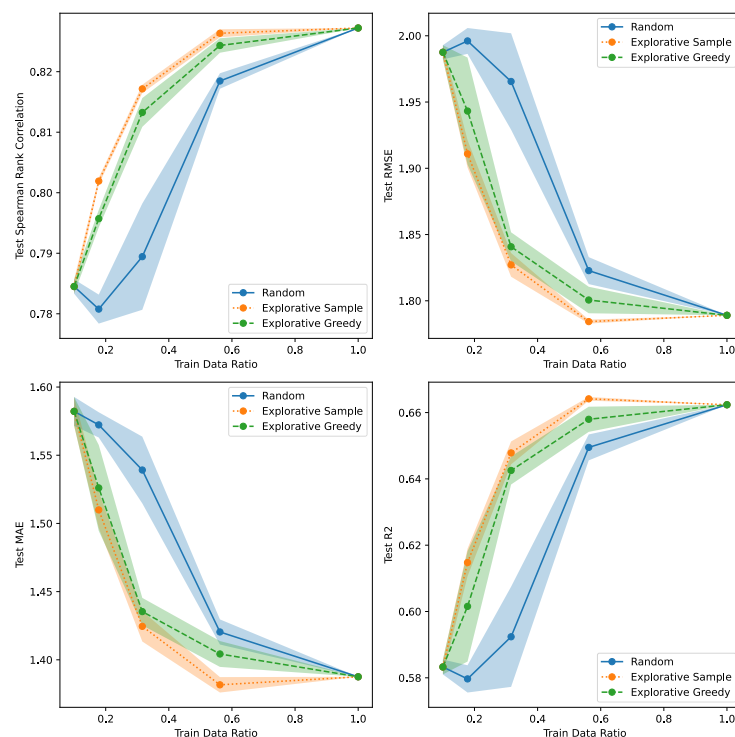 Test Spearman Rank Correlation
0.82
0.81
0.80
0.79
0.78
0.2
0.4
0.6
0.8
1.0
Train Data Ratio
Random
Explorative Sample
Explorative Greedy
Test RMSE
2.00
1.95
1.90
1.85
1.80
0.2
0.4
0.6
0.8
1.0
Train Data Ratio
Random
Explorative Sample
Explorative Greedy
Test MAE
1.60
1.55
1.50
1.45
1.40
0.2
0.4
0.6
0.8
1.0
Train Data Ratio
Random
Explorative Sample
Explorative Greedy
Test R2
0.66
0.64
0.62
0.60
0.58
0.2
0.4
0.6
0.8
1.0
Train Data Ratio
Random
Explorative Sample
Explorative Greedy